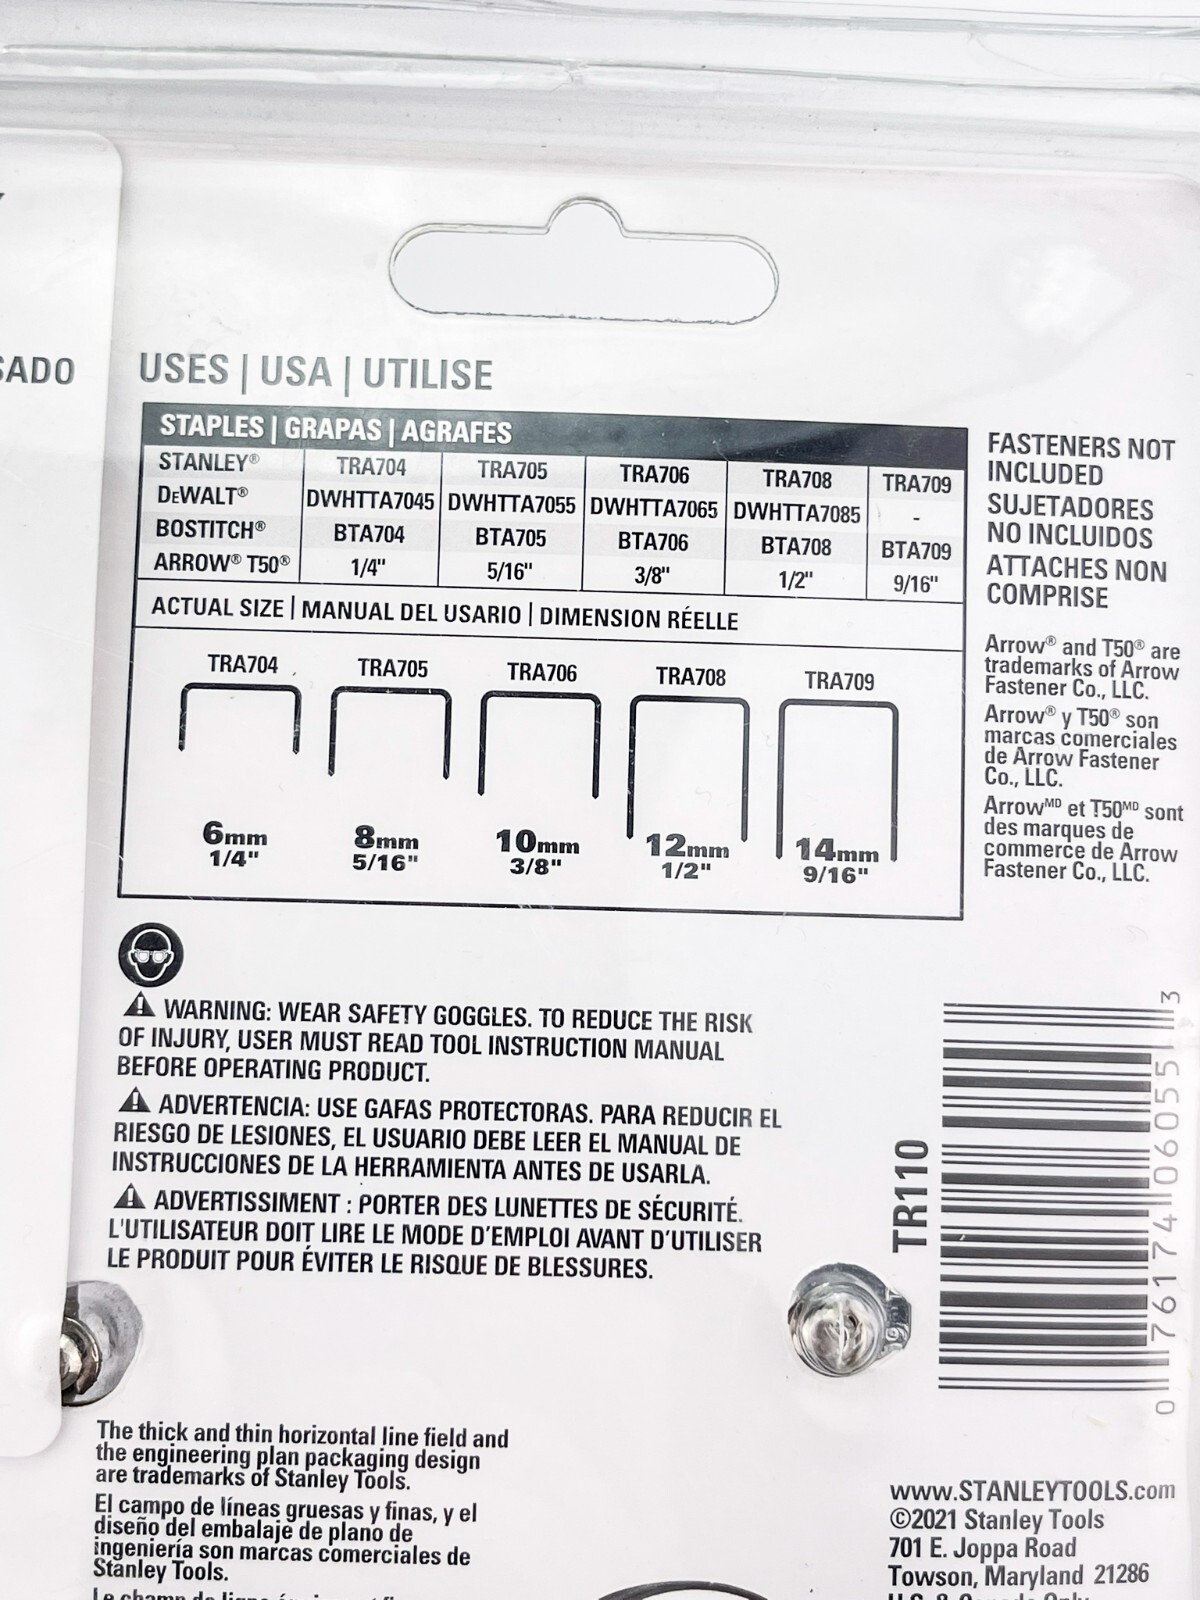 SADO
USES | USA | UTILISE
STAPLES | GRAPAS | AGRAFES
STANLEY® TRA704 TRA705 TRA706 TRA708 TRA709
DEWALT® DWHTTA7045 DWHTTA7055 DWHTTA7065 DWHTTA7085 -
BOSTITCH® BTA704 BTA705 BTA706 BTA708 BTA709
ARROW® T50® 1/4" 5/16" 3/8" 1/2" 9/16"
ACTUAL SIZE | MANUAL DEL USARIO | DIMENSION RÉELLE
TRA704 TRA705 TRA706 TRA708 TRA709
6mm 8mm 10mm 12mm 14mm
1/4" 5/16" 3/8" 1/2" 9/16"
FASTENERS NOT
INCLUDED
SUJETADORES
NO INCLUIDOS
ATTACHES NON
COMPRISE
Arrow® and T50® are
trademarks of Arrow
Fastener Co., LLC.
Arrow® y T50® son
marcas comerciales
de Arrow Fastener
Co., LLC.
Arrowᴹᴰ et T50ᴹᴰ sont
des marques de
commerce de Arrow
Fastener Co., LLC.
⚠ WARNING: WEAR SAFETY GOGGLES. TO REDUCE THE RISK
OF INJURY, USER MUST READ TOOL INSTRUCTION MANUAL
BEFORE OPERATING PRODUCT.
⚠ ADVERTENCIA: USE GAFAS PROTECTORAS. PARA REDUCIR EL
RIESGO DE LESIONES, EL USUARIO DEBE LEER EL MANUAL DE
INSTRUCCIONES DE LA HERRAMIENTA ANTES DE USARLA.
⚠ ADVERTISSIMENT : PORTER DES LUNETTES DE SÉCURITÉ.
L'UTILISATEUR DOIT LIRE LE MODE D'EMPLOI AVANT D'UTILISER
LE PRODUIT POUR ÉVITER LE RISQUE DE BLESSURES.
TR110
0 76174 06055 3
The thick and thin horizontal line field and
the engineering plan packaging design
are trademarks of Stanley Tools.
El campo de líneas gruesas y finas, y el
diseño del embalaje de plano de
ingeniería son marcas comerciales de
Stanley Tools.
www.STANLEYTOOLS.com
©2021 Stanley Tools
701 E. Joppa Road
Towson, Maryland 21286